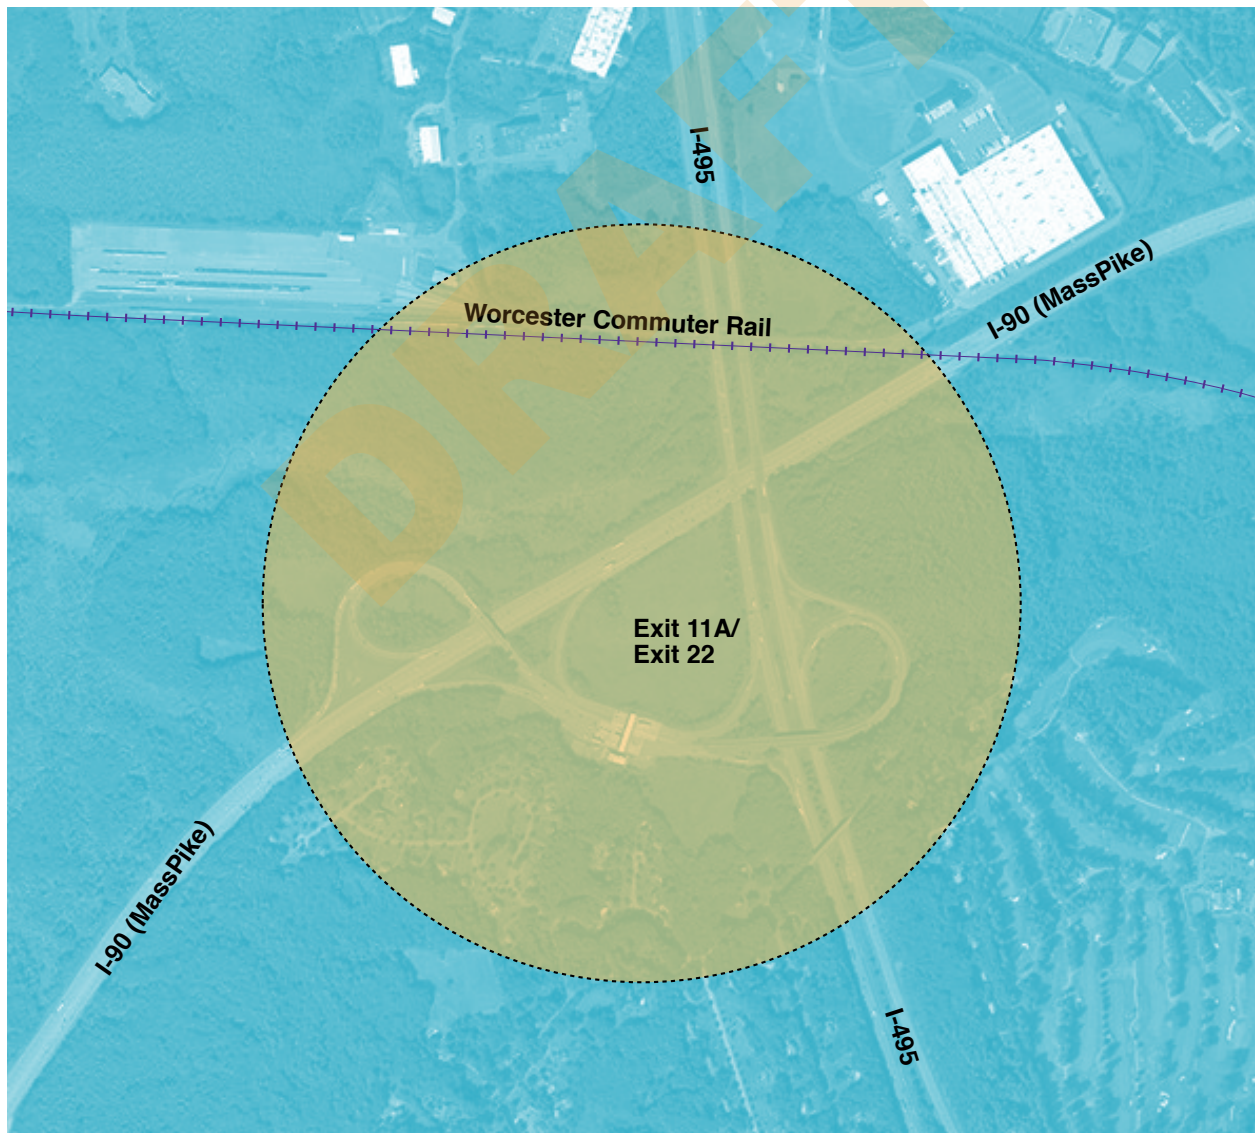 DRAFT
I-495
I-90 (MassPike)
Worcester Commuter Rail
Exit 11A/
Exit 22
I-90 (MassPike)
I-495